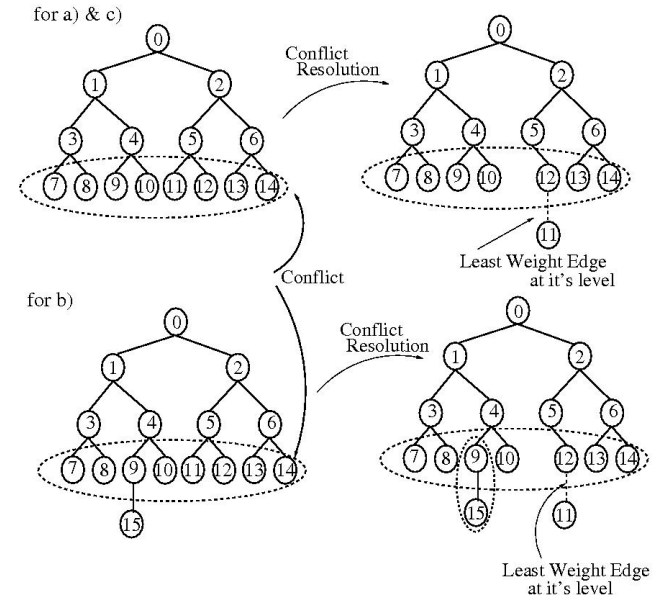 for a) & c)
0
1 2
3 4 5 6
7 8 9 10 11 12 13 14
Conflict
Resolution
0
1 2
3 4 5 6
7 8 9 10 12 13 14
11
Least Weight Edge
at it's level
Conflict
for b)
0
1 2
3 4 5 6
7 8 9 10 11 12 13 14
15
Conflict
Resolution
0
1 2
3 4 5 6
7 8 9 10 12 13 14
15 11
Least Weight Edge
at it's level